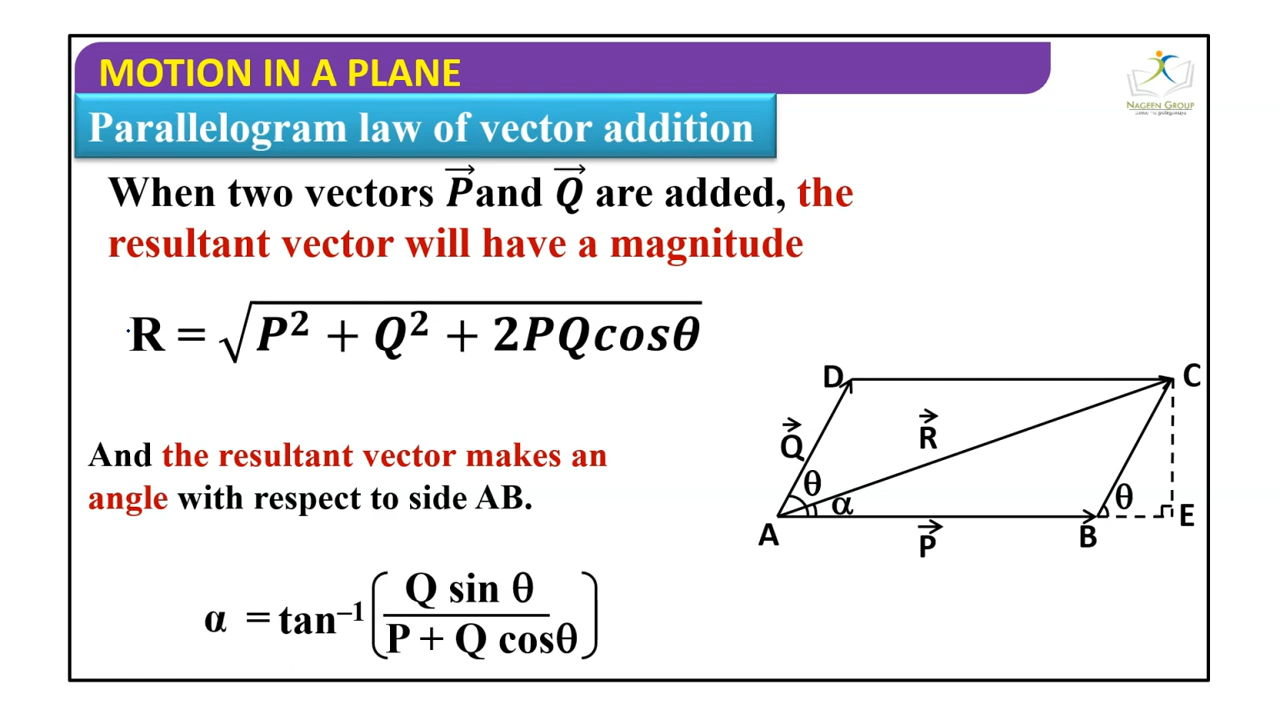 MOTION IN A PLANE
NAGEEN GROUP
Parallelogram law of vector addition
When two vectors P⃗ and Q⃗ are added, the
resultant vector will have a magnitude
R = √(P² + Q² + 2PQcosθ)
And the resultant vector makes an
angle with respect to side AB.
α = tan⁻¹ (Q sin θ / P + Q cosθ)
D
C
Q⃗
R⃗
θ
α
θ
A
P⃗
B
E